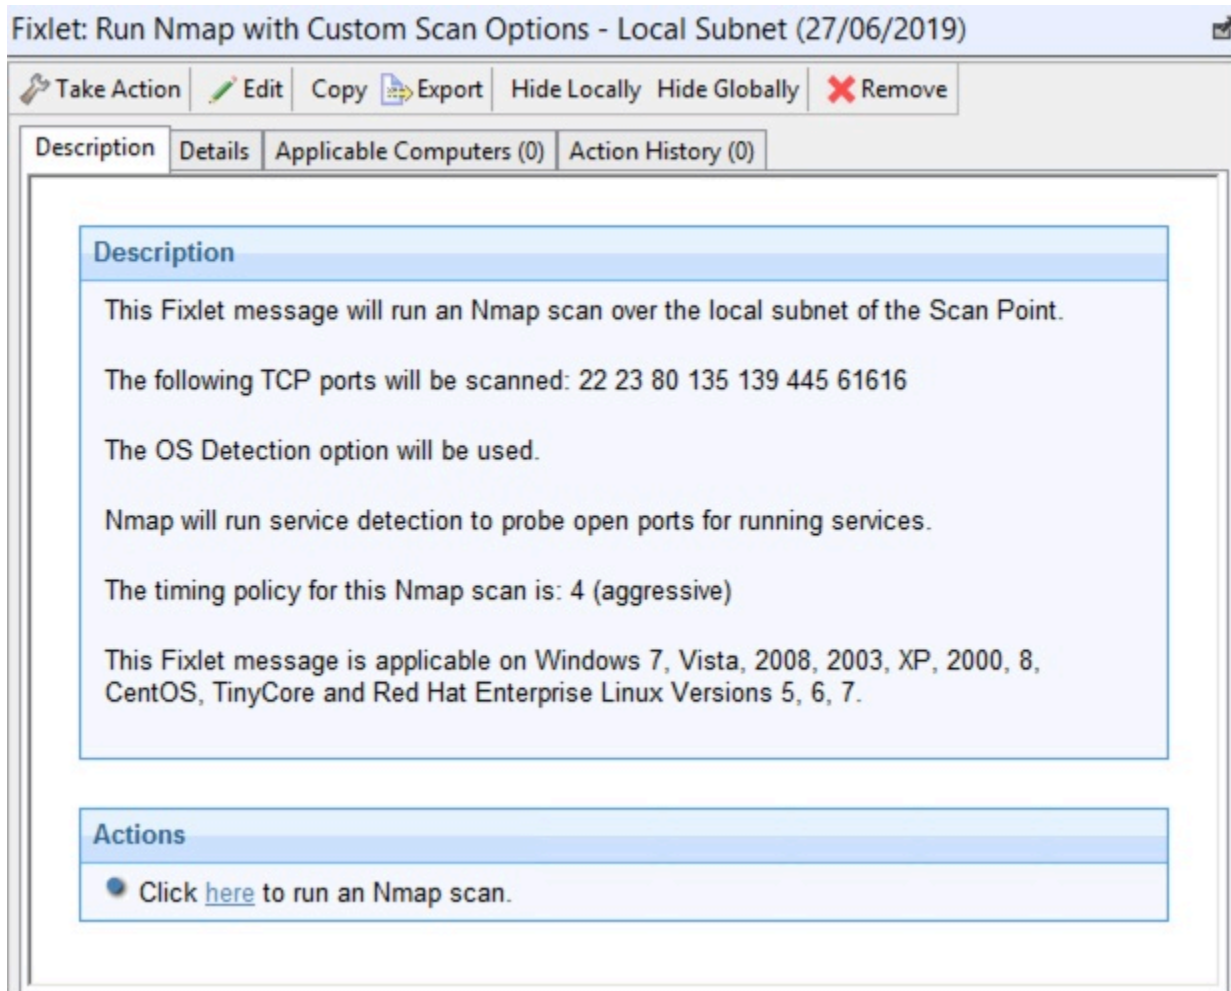 Fixlet: Run Nmap with Custom Scan Options - Local Subnet (27/06/2019)
Take Action Edit Copy Export Hide Locally Hide Globally Remove
Description Details Applicable Computers (0) Action History (0)
Description
This Fixlet message will run an Nmap scan over the local subnet of the Scan Point.
The following TCP ports will be scanned: 22 23 80 135 139 445 61616
The OS Detection option will be used.
Nmap will run service detection to probe open ports for running services.
The timing policy for this Nmap scan is: 4 (aggressive)
This Fixlet message is applicable on Windows 7, Vista, 2008, 2003, XP, 2000, 8,
CentOS, TinyCore and Red Hat Enterprise Linux Versions 5, 6, 7.
Actions
Click here to run an Nmap scan.